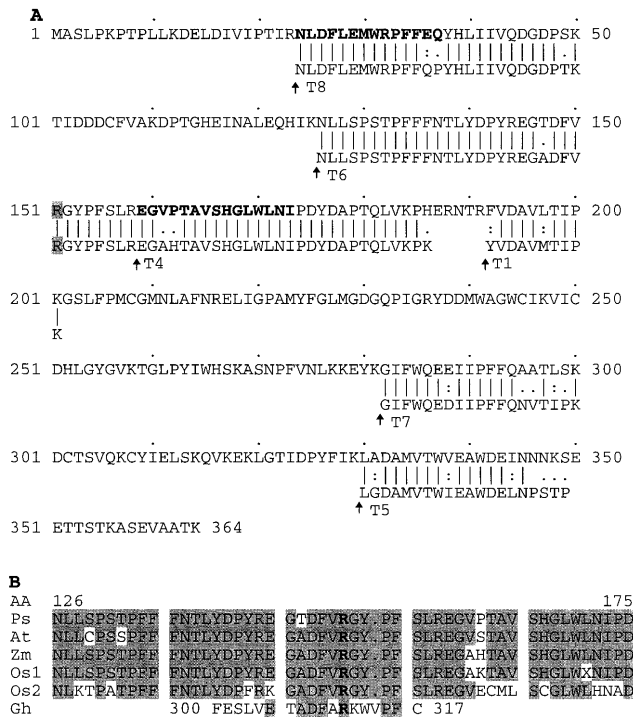 A
1 MASLPKPTPLLKDELDIVIPTIRNLDFLEMWRPFFEQYHLIIVQDGDPSK 50
|||||||||||||:.||||||||||.|
NLDFLEMWRPFFQPYHLIIVQDGDPTK
T8
101 TIDDDCFVAKDPTGHEINALEQHIKNLLSPSTPFFFNTLYDPYREGTDFV 150
|||||||||||||||||||||.|||
NLLSPSTPFFFNTLYDPYREGADFV
T6
151 RGYPFSLREGVPTAVSHGLWLNIPDYDAPTQLVKPHERNTRFVDAVLTIP 200
RGYPFSLREGAHTAVSHGLWLNIPDYDAPTQLVKPK YVDAVMTIP
T4 T1
201 KGSLFPMCGMNLAFNRELIGPAMYFGLMGDGQPIGRYDDMWAGWCIKVIC 250
|
K
251 DHLGYGVKTGLPYIWHSKASNPFVNLKKEYKGIFWQEEIIPFFQAATLSK 300
||||||:||||||..|:.|
GIFWQEDIIPFFQNVTIPK
T7
301 DCTSVQKCYIELSKQVKEKLGTIDPYFIKLADAMVTWVEAWDEINNNKSE 350
|:||||||:|||||:|...
LGDAMVTWIEAWDELNPSTP
T5
351 ETTSTKASEVAATK 364
B
AA 126 175
Ps NLLSPSTPFF FNTLYDPYRE GTDFVRGY.PF SLREGVPTAV SHGLWLNIPD
At NLLCPSSPFF FNTLYDPYRE GADFVRGY.PF SLREGVSTAV SHGLWLNIPD
Zm NLLSPSTPFF FNTLYDPYRE GADFVRGY.PF SLREGAHTAV SHGLWLNIPD
Os1 NLLSPSTPFF FNTLYDPYRE GADFVRGY.PF SLREGAKTAV SHGLWXNIPD
Os2 NLKTPATPFF FNTLYDPFRK GADFVRGY.PF SLREGVECML SCGLWLHNAD
Gh 300 FESLVE TADFARKWVPF C 317